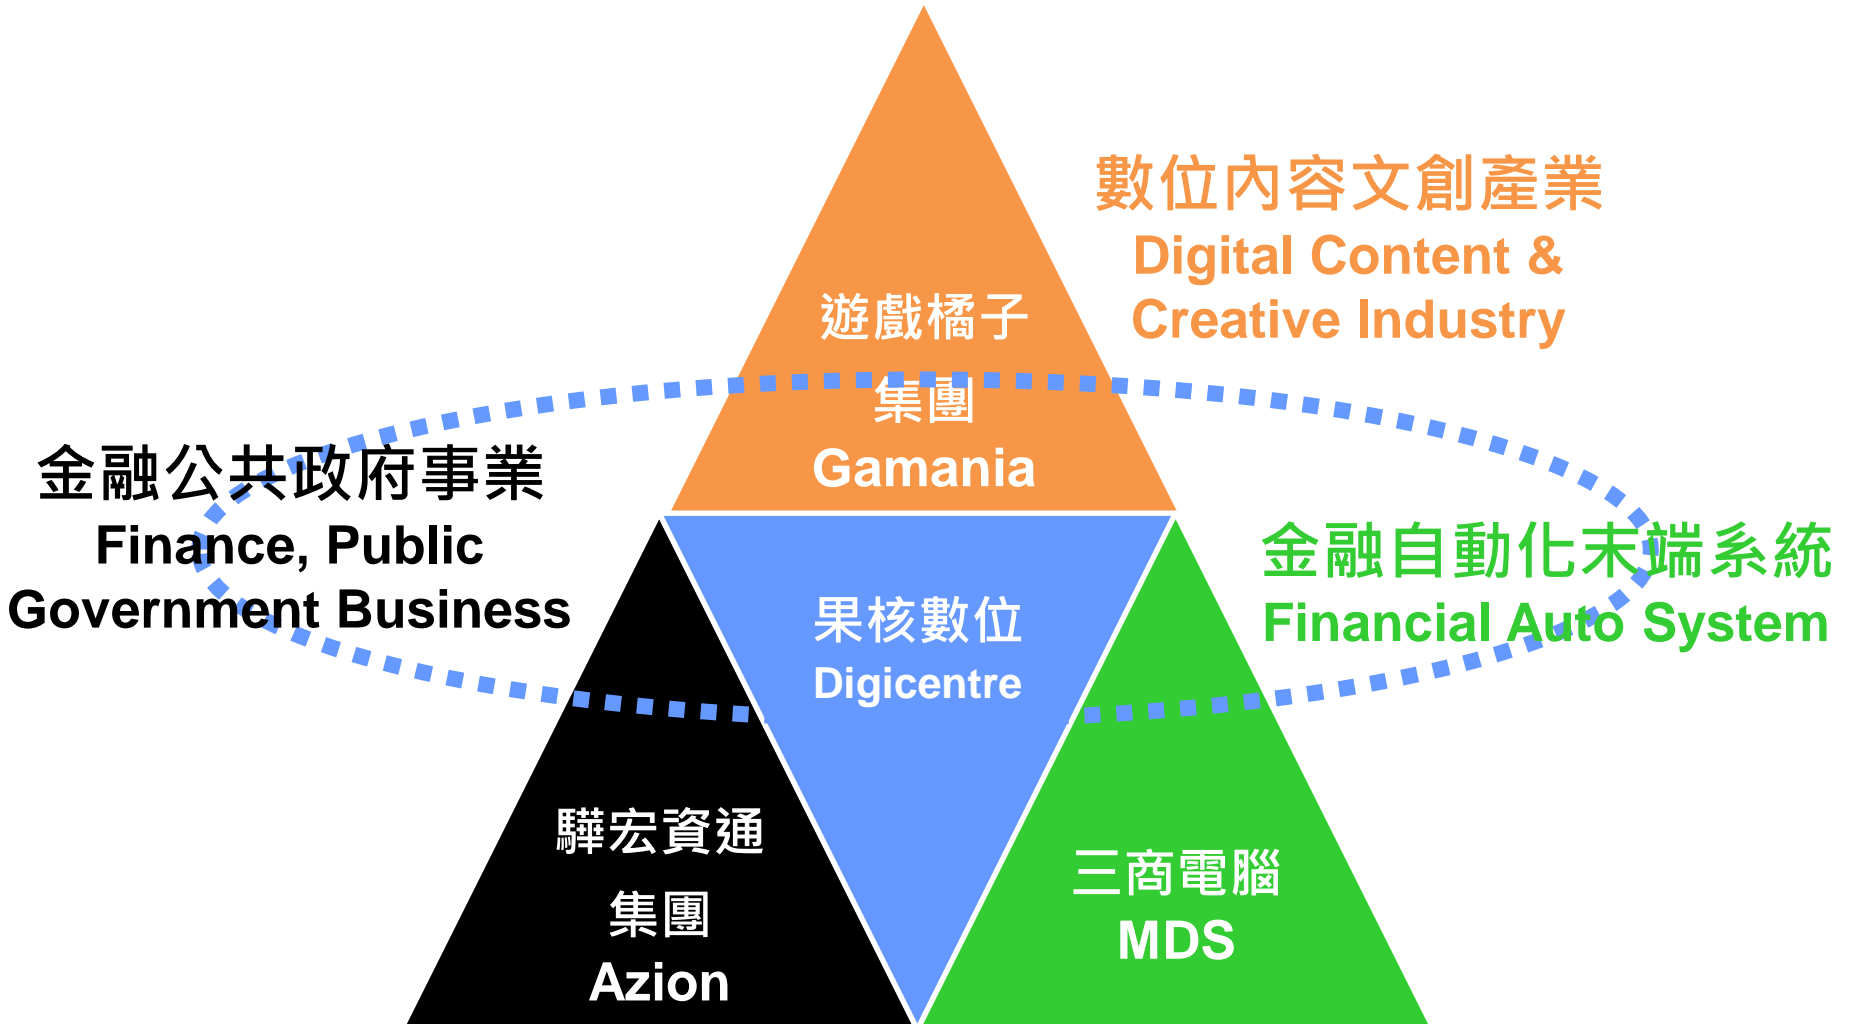 數位內容文創產業
Digital Content &
Creative Industry
遊戲橘子
集團
Gamania
金融公共政府事業
Finance, Public
Government Business
金融自動化末端系統
Financial Auto System
果核數位
Digicentre
驊宏資通
集團
Azion
三商電腦
MDS